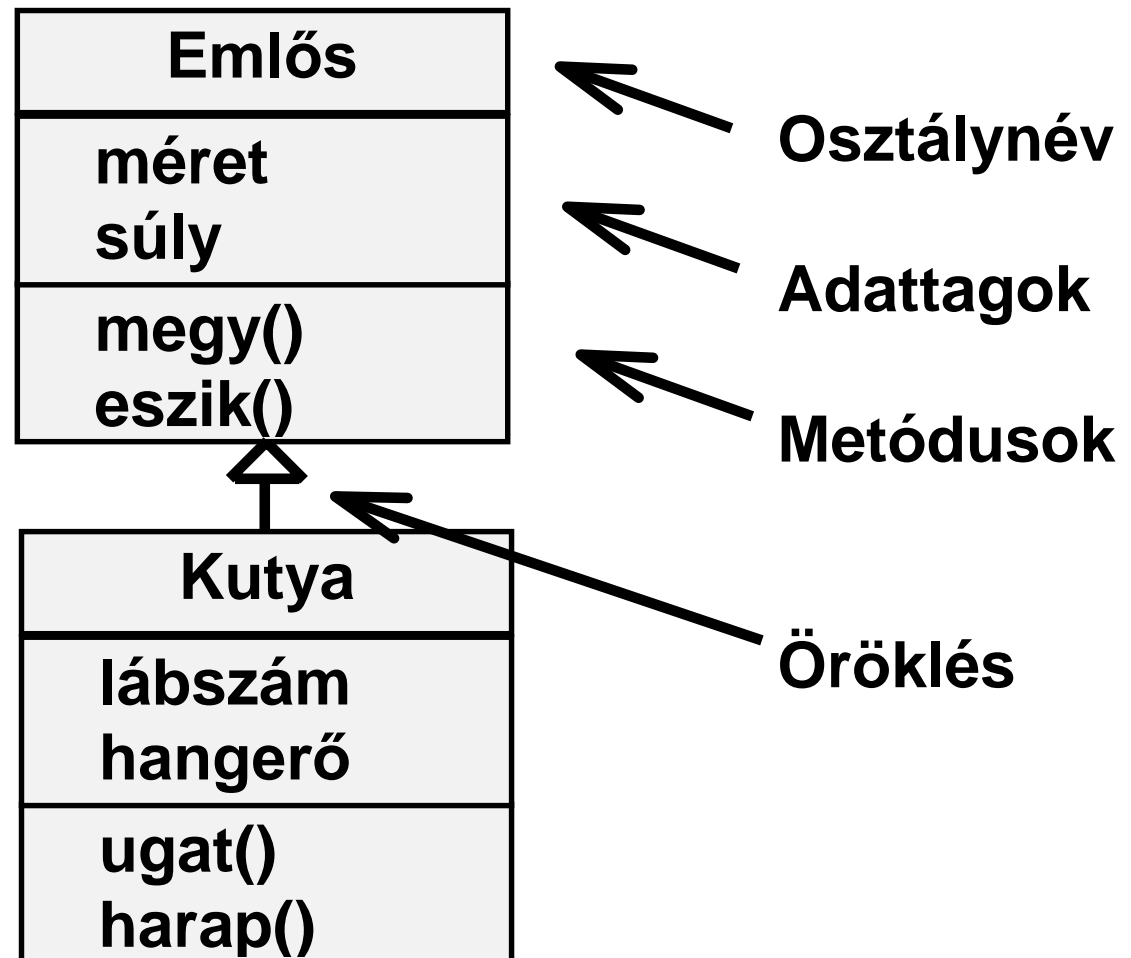 Emlős
Osztálynév
méret
súly
Adattagok
megy()
eszik()
Metódusok
Kutya
Öröklés
lábszám
hangerő
ugat()
harap()